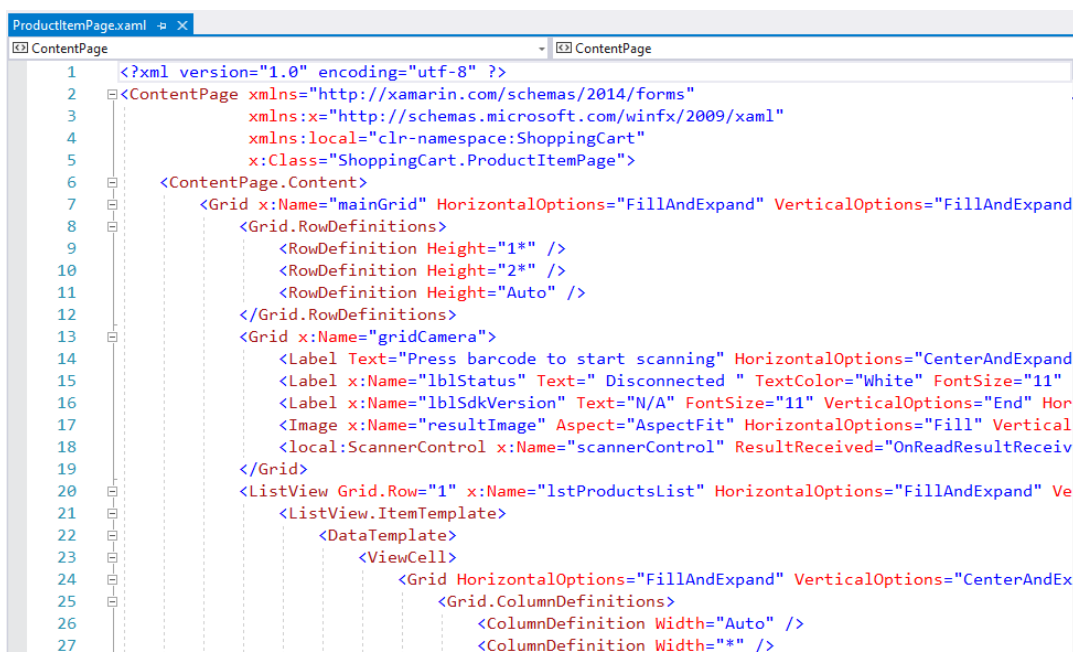 ProductItemPage.xaml
ContentPage ContentPage
1 <?xml version="1.0" encoding="utf-8" ?>
2 <ContentPage xmlns="http://xamarin.com/schemas/2014/forms"
3 xmlns:x="http://schemas.microsoft.com/winfx/2009/xaml"
4 xmlns:local="clr-namespace:ShoppingCart"
5 x:Class="ShoppingCart.ProductItemPage">
6 <ContentPage.Content>
7 <Grid x:Name="mainGrid" HorizontalOptions="FillAndExpand" VerticalOptions="FillAndExpand
8 <Grid.RowDefinitions>
9 <RowDefinition Height="1*" />
10 <RowDefinition Height="2*" />
11 <RowDefinition Height="Auto" />
12 </Grid.RowDefinitions>
13 <Grid x:Name="gridCamera">
14 <Label Text="Press barcode to start scanning" HorizontalOptions="CenterAndExpand
15 <Label x:Name="lblStatus" Text=" Disconnected " TextColor="White" FontSize="11"
16 <Label x:Name="lblSdkVersion" Text="N/A" FontSize="11" VerticalOptions="End" Hor
17 <Image x:Name="resultImage" Aspect="AspectFit" HorizontalOptions="Fill" Vertical
18 <local:ScannerControl x:Name="scannerControl" ResultReceived="OnReadResultReceiv
19 </Grid>
20 <ListView Grid.Row="1" x:Name="lstProductsList" HorizontalOptions="FillAndExpand" Ve
21 <ListView.ItemTemplate>
22 <DataTemplate>
23 <ViewCell>
24 <Grid HorizontalOptions="FillAndExpand" VerticalOptions="CenterAndEx
25 <Grid.ColumnDefinitions>
26 <ColumnDefinition Width="Auto" />
27 <ColumnDefinition Width="*" />